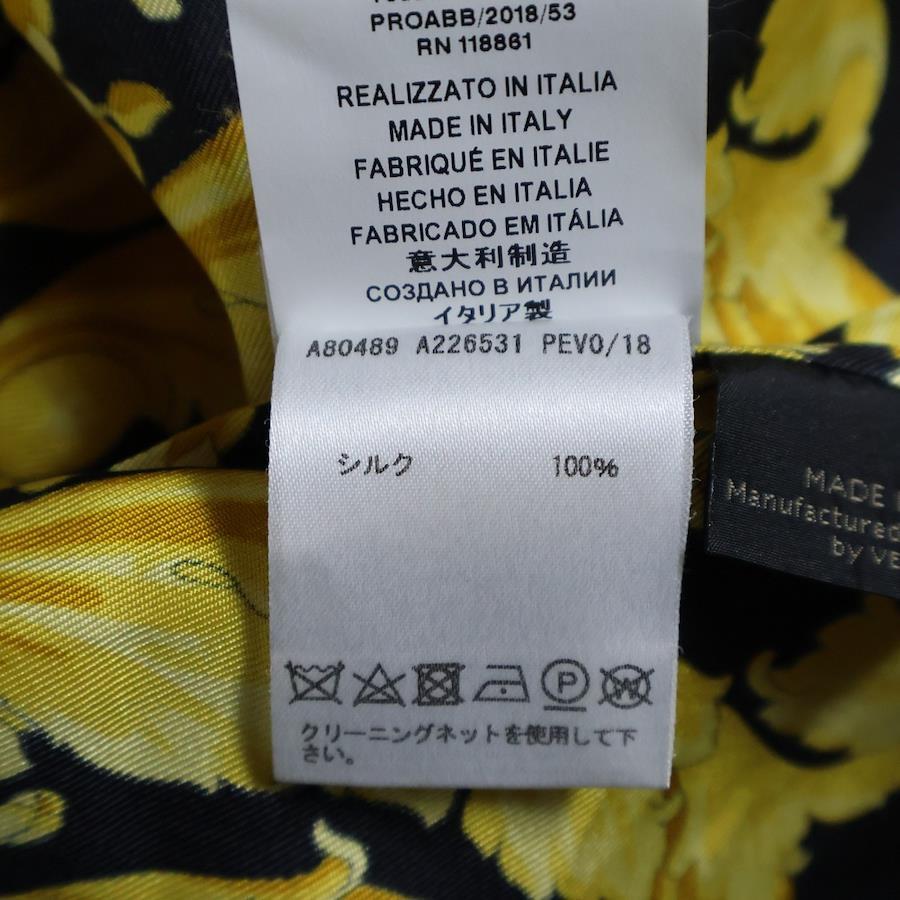 PROABB/2018/53
RN 118861
REALIZZATO IN ITALIA
MADE IN ITALY
FABRIQUÉ EN ITALIE
HECHO EN ITALIA
FABRICADO EM ITÁLIA
意大利制造
СОЗДАНО В ИТАЛИИ
イタリア製
A80489 A226531 PEV0/18
シルク 100%
P
W
クリーニングネットを使用して下
さい。
MADE
Manufactured
by VE